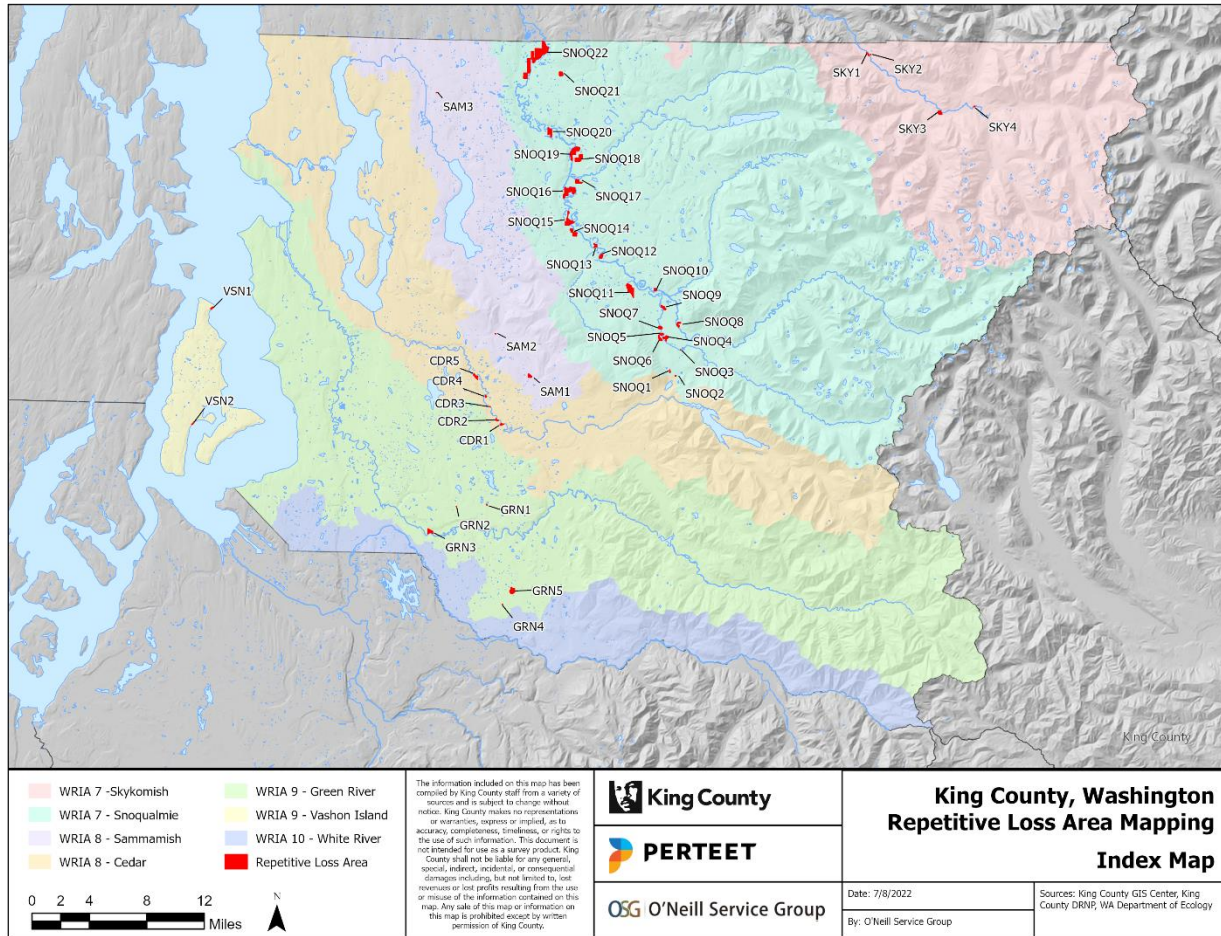 SNOQ22
SKY1
SKY2
SNOQ21
SAM3
SKY3
SKY4
SNOQ20
SNOQ19
SNOQ18
SNOQ16
SNOQ17
SNOQ15
SNOQ14
SNOQ13
SNOQ12
SNOQ10
SNOQ11
VSN1
SNOQ9
SNOQ7
SNOQ8
SNOQ5
SNOQ4
SAM2
SNOQ6
SNOQ3
CDR5
SNOQ1
CDR4
SAM1
SNOQ2
VSN2
CDR3
CDR2
CDR1
GRN1
GRN2
GRN3
GRN5
GRN4
King County
WRIA 7 -Skykomish
WRIA 7 - Snoqualmie
WRIA 8 - Sammamish
WRIA 8 - Cedar
WRIA 9 - Green River
WRIA 9 - Vashon Island
WRIA 10 - White River
Repetitive Loss Area
0 2 4 8 12
Miles
N
The information included on this map has been
compiled by King County staff from a variety of
sources and is subject to change without
notice. King County makes no representations
or warranties, express or implied, as to
accuracy, completeness, timeliness, or rights to
the use of such information. This document is
not intended for use as a survey product. King
County shall not be liable for any general,
special, indirect, incidental, or consequential
damages including, but not limited to, lost
revenues or lost profits resulting from the use
or misuse of the information contained on this
map. Any sale of this map or information on
this map is prohibited except by written
permission of King County.
King County
PERTEET
OSG O'Neill Service Group
King County, Washington
Repetitive Loss Area Mapping
Index Map
Date: 7/8/2022
By: O'Neill Service Group
Sources: King County GIS Center, King
County DRNP, WA Department of Ecology